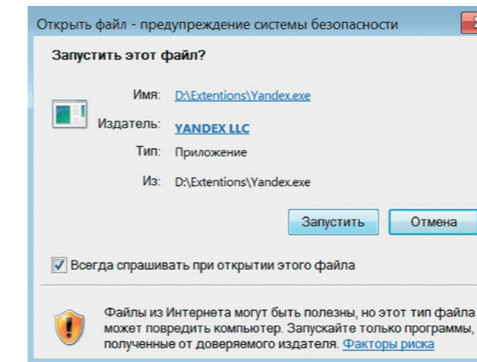 Открыть файл - предупреждение системы безопасности
Запустить этот файл?
Имя: D:\Extentions\Yandex.exe
Издатель: YANDEX LLC
Тип: Приложение
Из: D:\Extentions\Yandex.exe
Запустить Отмена
Всегда спрашивать при открытии этого файла
Файлы из Интернета могут быть полезны, но этот тип файла
может повредить компьютер. Запускайте только программы,
полученные от доверяемого издателя. Факторы риска